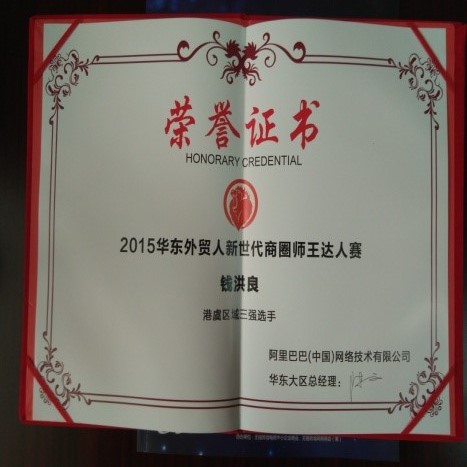 荣誉证书
HONORARY CREDENTIAL
2015华东外贸人新世代商圈师王达人赛
钱洪良
港虞区域三强选手
阿里巴巴(中国)网络技术有限公司
华东大区总经理: